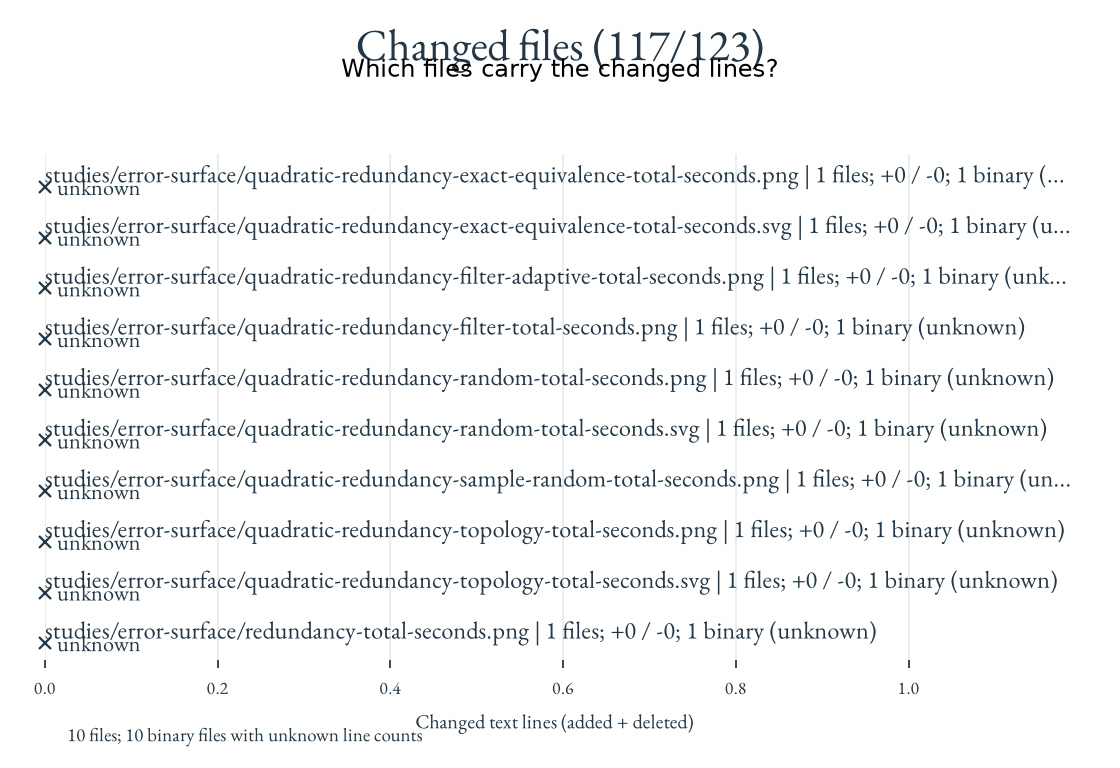 Changed files (117/123)
Which files carry the changed lines?
studies/error-surface/quadratic-redundancy-exact-equivalence-total-seconds.png | 1 files; +0 / -0; 1 binary (...
× unknown
studies/error-surface/quadratic-redundancy-exact-equivalence-total-seconds.svg | 1 files; +0 / -0; 1 binary (u...
× unknown
studies/error-surface/quadratic-redundancy-filter-adaptive-total-seconds.png | 1 files; +0 / -0; 1 binary (unk...
× unknown
studies/error-surface/quadratic-redundancy-filter-total-seconds.png | 1 files; +0 / -0; 1 binary (unknown)
× unknown
studies/error-surface/quadratic-redundancy-random-total-seconds.png | 1 files; +0 / -0; 1 binary (unknown)
× unknown
studies/error-surface/quadratic-redundancy-random-total-seconds.svg | 1 files; +0 / -0; 1 binary (unknown)
× unknown
studies/error-surface/quadratic-redundancy-sample-random-total-seconds.png | 1 files; +0 / -0; 1 binary (un...
× unknown
studies/error-surface/quadratic-redundancy-topology-total-seconds.png | 1 files; +0 / -0; 1 binary (unknown)
× unknown
studies/error-surface/quadratic-redundancy-topology-total-seconds.svg | 1 files; +0 / -0; 1 binary (unknown)
× unknown
studies/error-surface/redundancy-total-seconds.png | 1 files; +0 / -0; 1 binary (unknown)
× unknown
0.0 0.2 0.4 0.6 0.8 1.0
Changed text lines (added + deleted)
10 files; 10 binary files with unknown line counts